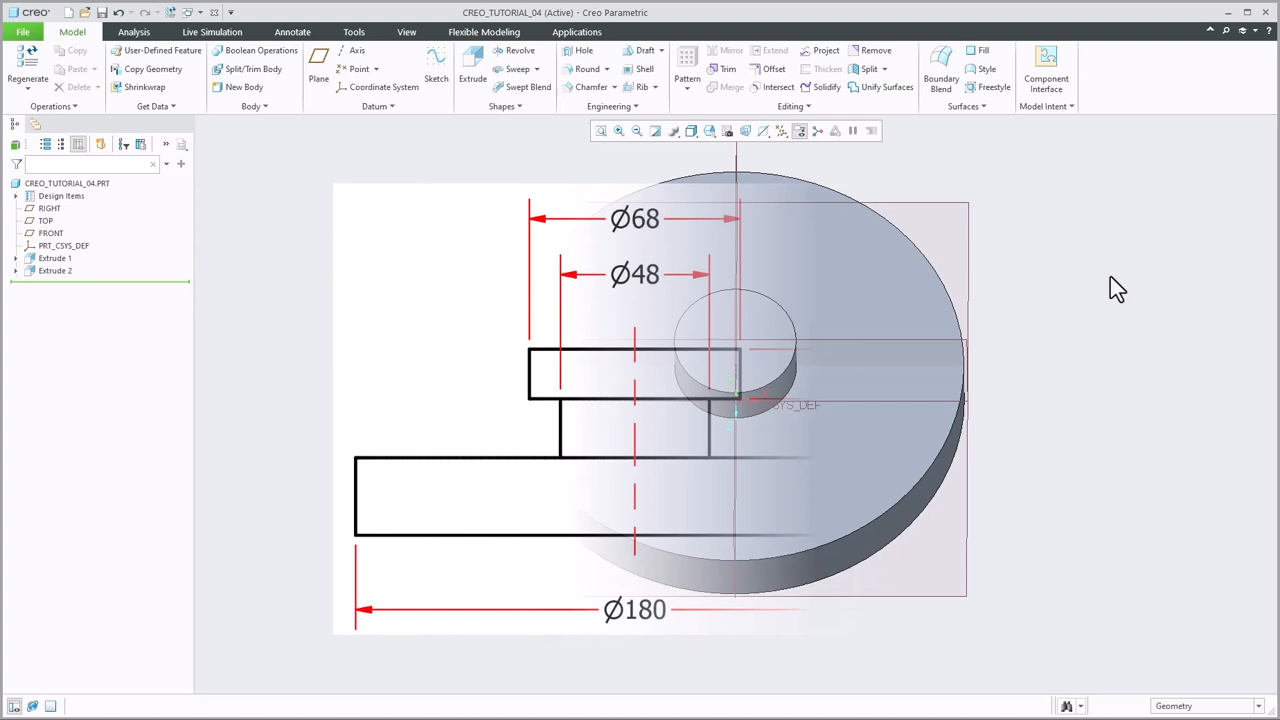 creo°
CREO_TUTORIAL_04 (Active) - Creo Parametric
File Model Analysis Live Simulation Annotate Tools View Flexible Modeling Applications
Regenerate
Copy
Paste
Delete
User-Defined Feature
Copy Geometry
Shrinkwrap
Boolean Operations
Split/Trim Body
New Body
Plane
Axis
Point
Coordinate System
Sketch
Extrude
Revolve
Sweep
Swept Blend
Hole
Round
Chamfer
Draft
Shell
Rib
Pattern
Mirror
Trim
Merge
Extend
Offset
Intersect
Project
Thicken
Solidify
Remove
Split
Unify Surfaces
Boundary
Blend
Fill
Style
Freestyle
Component
Interface
Operations Get Data Body Datum Shapes Engineering Editing Surfaces Model Intent
CREO_TUTORIAL_04.PRT
Design Items
RIGHT
TOP
FRONT
PRT_CSYS_DEF
Extrude 1
Extrude 2
Ø68
Ø48
SYS_DEF
Ø180
Geometry